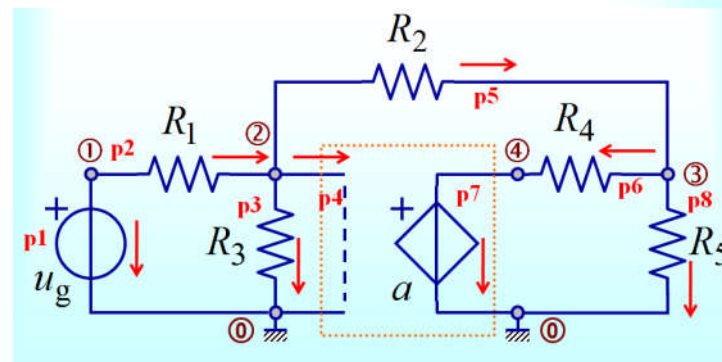 R2
p5
① p2 R1 ② ④ R4 ③
+ p1 ug
p3 R3
p4
+ p7 a
p6
p8 R5
⓪ ⓪